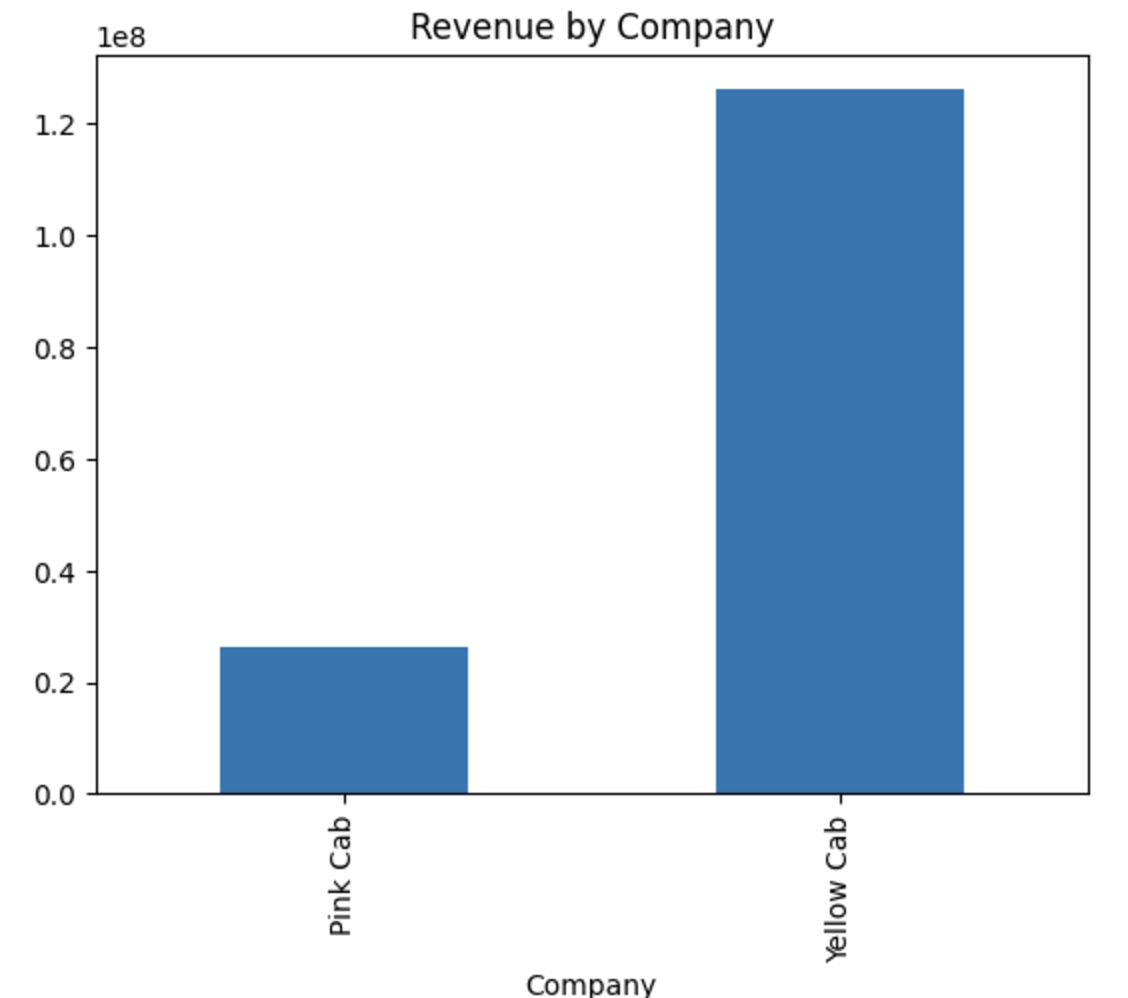 Revenue by Company
1e8
1.2
1.0
0.8
0.6
0.4
0.2
0.0
Pink Cab
Yellow Cab
Company